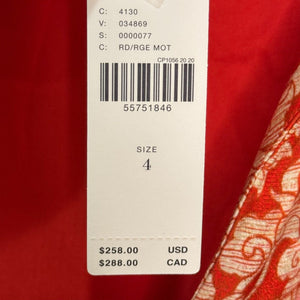 C: 4130
V: 034869
S: 0000077
C: RD/RGE MOT
CP1056 20 20
55751846
SIZE
4
$258.00 USD
$288.00 CAD